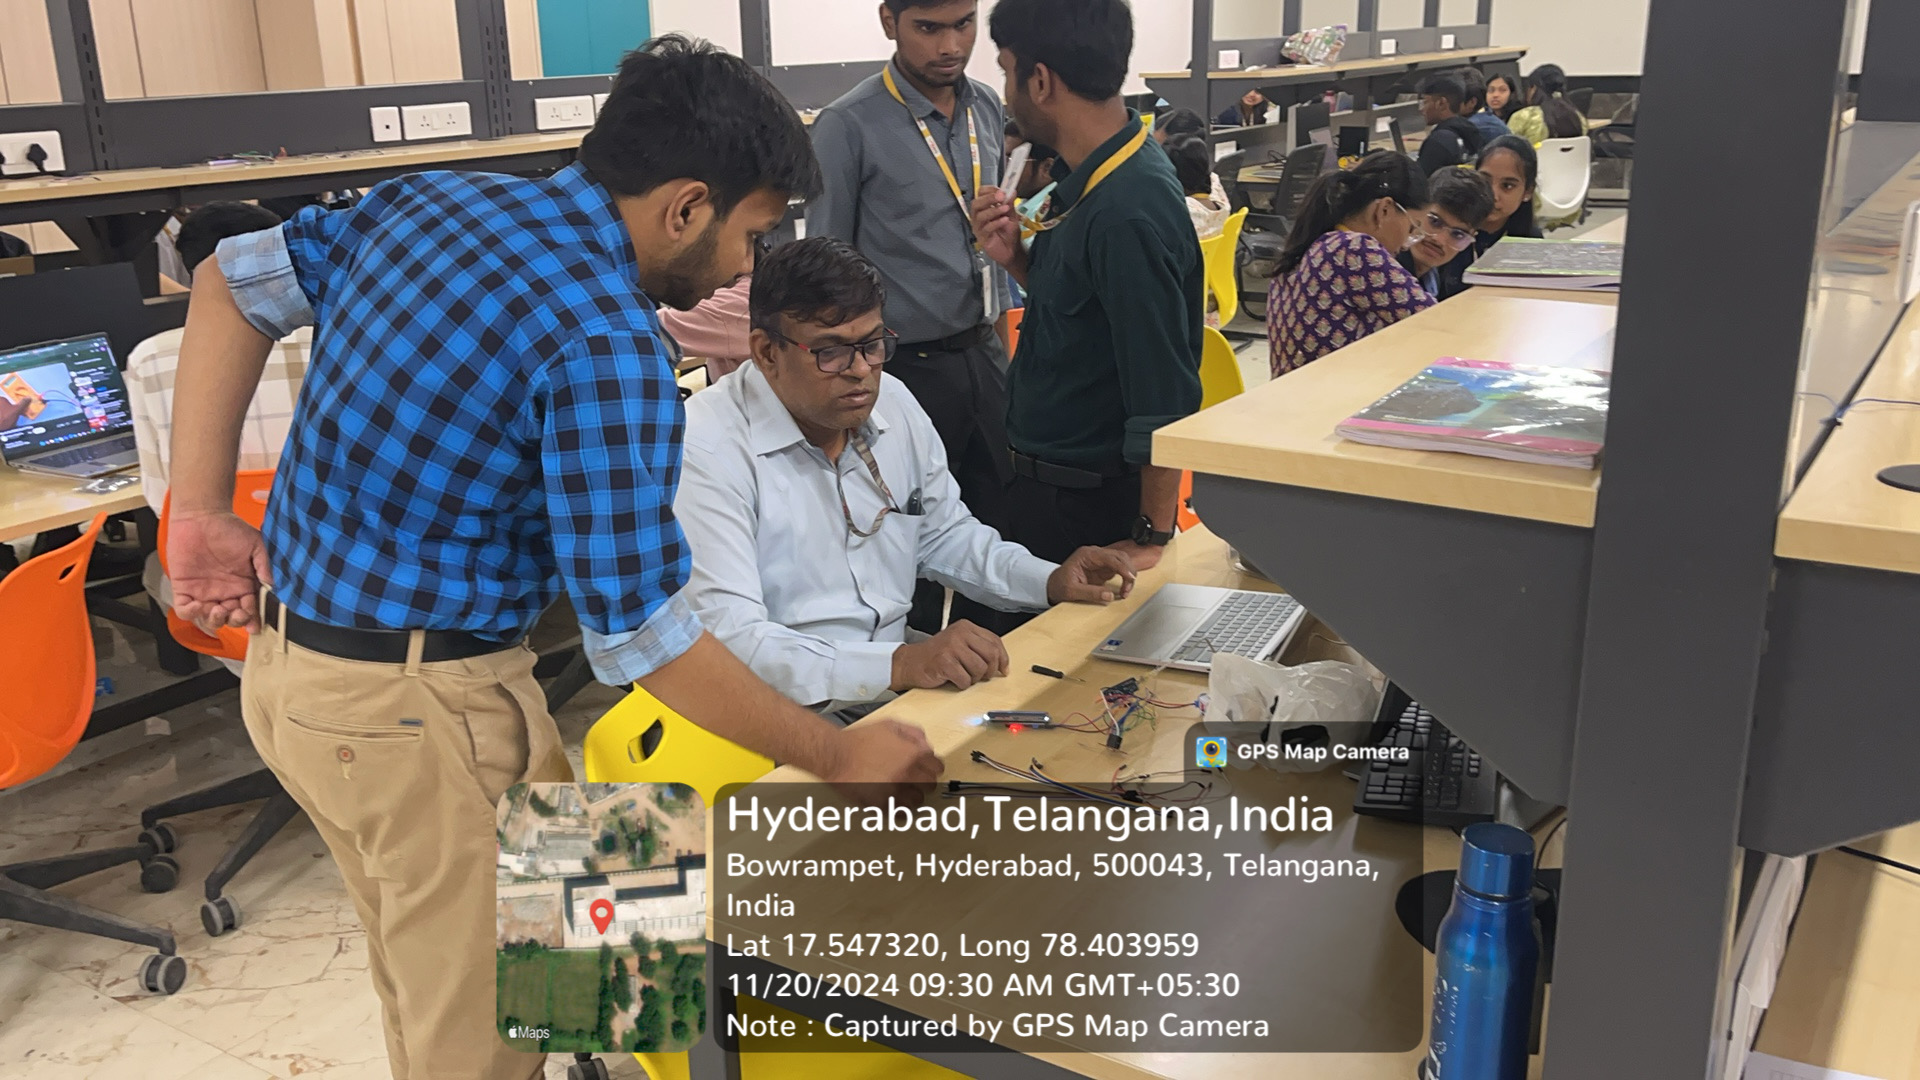 GPS Map Camera
Hyderabad,Telangana,India
Bowrampet, Hyderabad, 500043, Telangana,
India
Lat 17.547320, Long 78.403959
11/20/2024 09:30 AM GMT+05:30
Note : Captured by GPS Map Camera
Maps